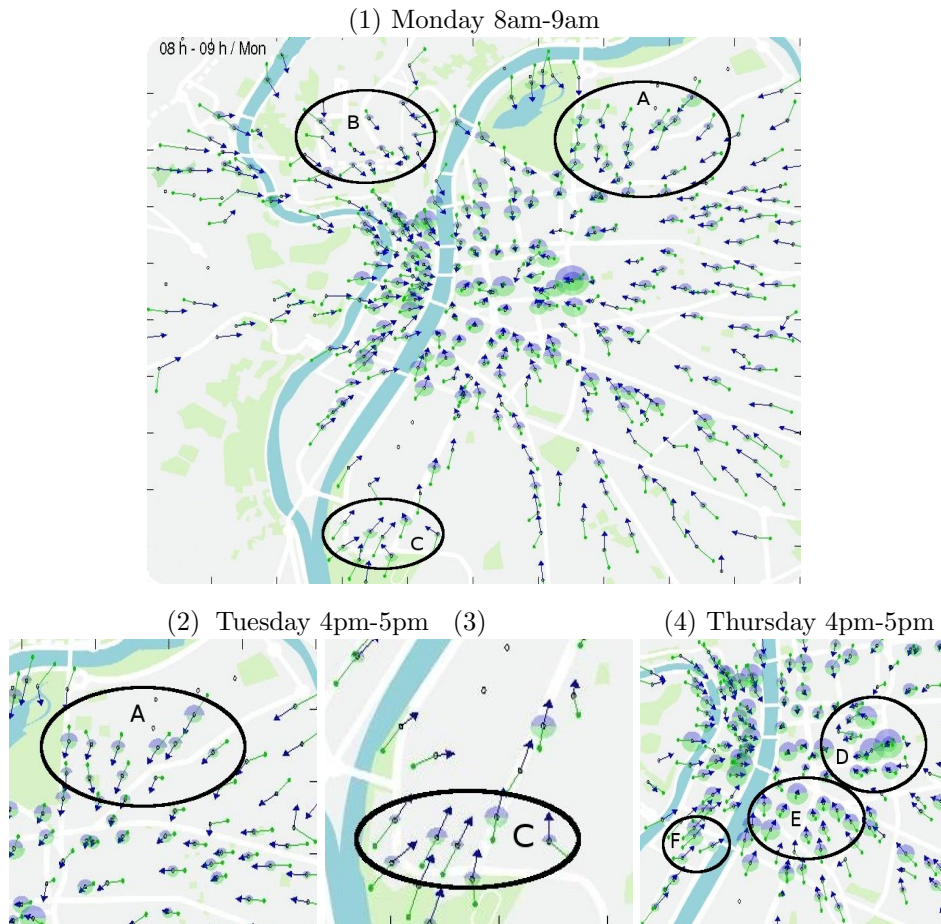 (1) Monday 8am-9am
08 h - 09 h / Mon
A
B
C
(2) Tuesday 4pm-5pm
(3)
(4) Thursday 4pm-5pm
A
C
D
E
F